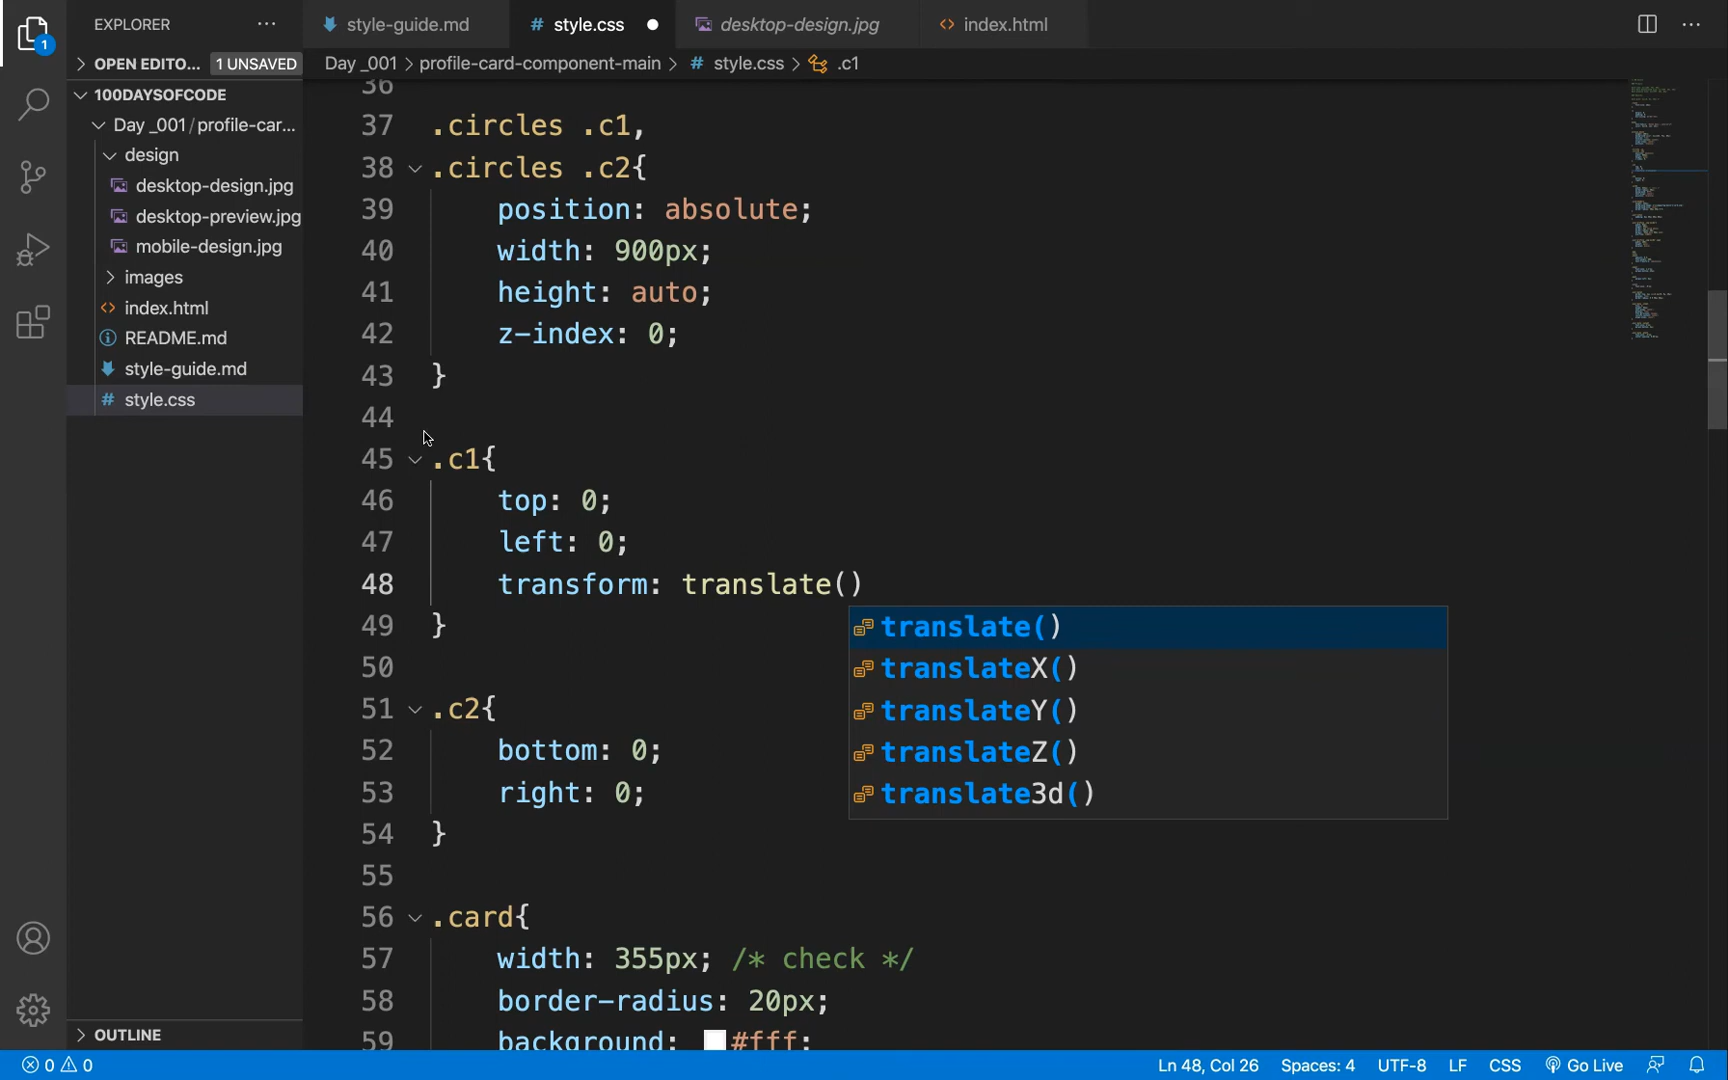 EXPLORER ...
style-guide.md
# style.css
desktop-design.jpg
<> index.html
...
1
OPEN EDITO... 1 UNSAVED
Day _001 > profile-card-component-main > # style.css > .c1
100DAYSOFCODE
Day _001 / profile-car...
design
desktop-design.jpg
desktop-preview.jpg
mobile-design.jpg
images
<> index.html
README.md
style-guide.md
# style.css
OUTLINE
36
37 .circles .c1,
38 .circles .c2{
39 position: absolute;
40 width: 900px;
41 height: auto;
42 z-index: 0;
43 }
44
45 .c1{
46 top: 0;
47 left: 0;
48 transform: translate()
49 }
translate()
translateX()
translateY()
translateZ()
translate3d()
50
51 .c2{
52 bottom: 0;
53 right: 0;
54 }
55
56 .card{
57 width: 355px; /* check */
58 border-radius: 20px;
59 background: #fff;
0 0
Ln 48, Col 26 Spaces: 4 UTF-8 LF CSS Go Live